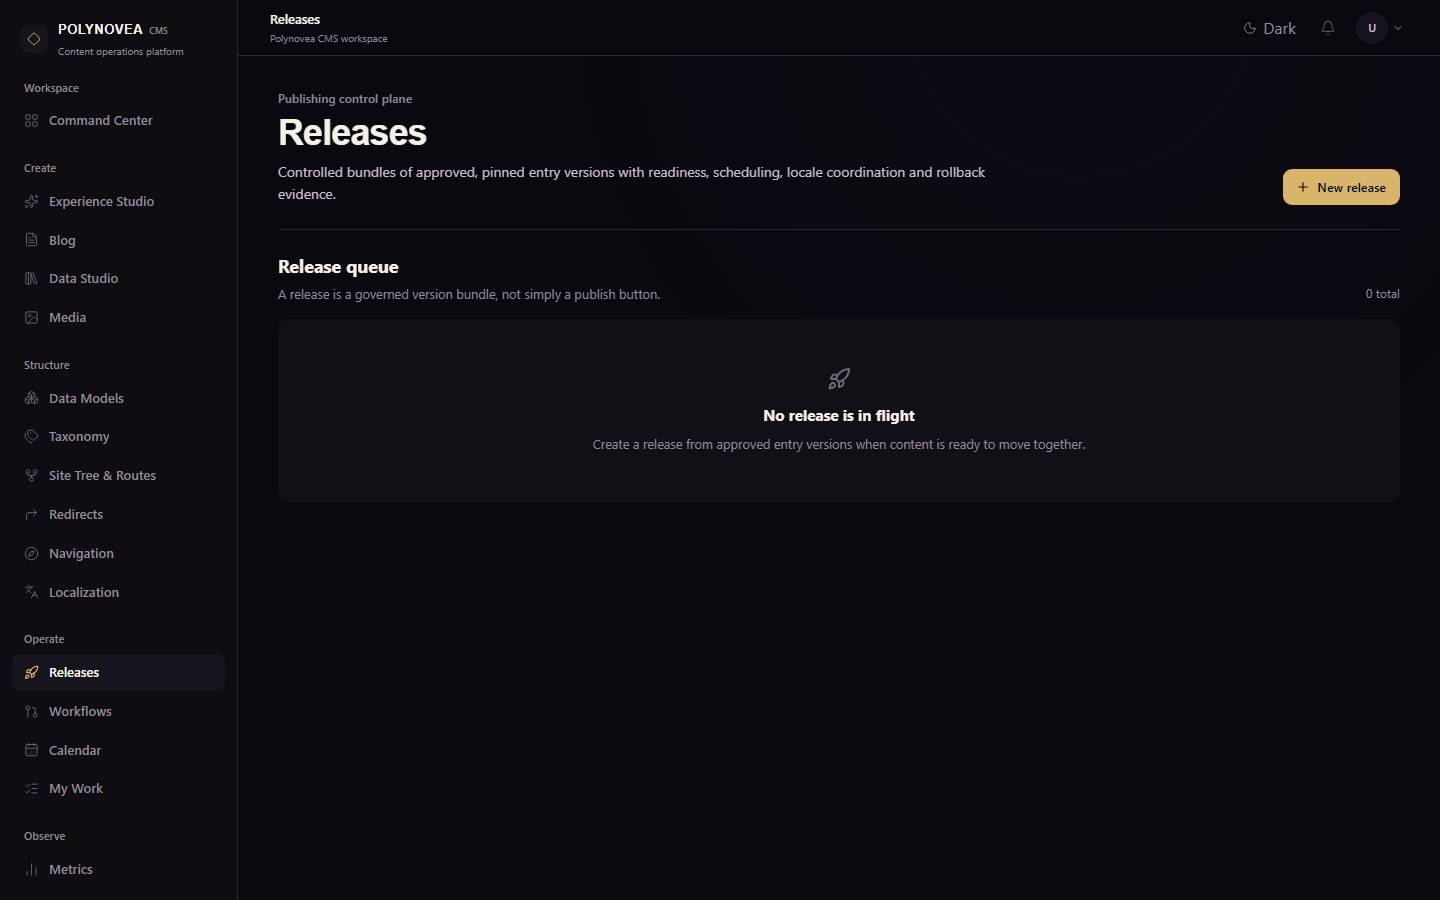 POLYNOVEA CMS
Content operations platform
Workspace
Command Center
Create
Experience Studio
Blog
Data Studio
Media
Structure
Data Models
Taxonomy
Site Tree & Routes
Redirects
Navigation
Localization
Operate
Releases
Workflows
Calendar
My Work
Observe
Metrics
Releases
Polynovea CMS workspace
Dark
U
Publishing control plane
Releases
Controlled bundles of approved, pinned entry versions with readiness, scheduling, locale coordination and rollback
evidence.
New release
Release queue
A release is a governed version bundle, not simply a publish button.
0 total
No release is in flight
Create a release from approved entry versions when content is ready to move together.